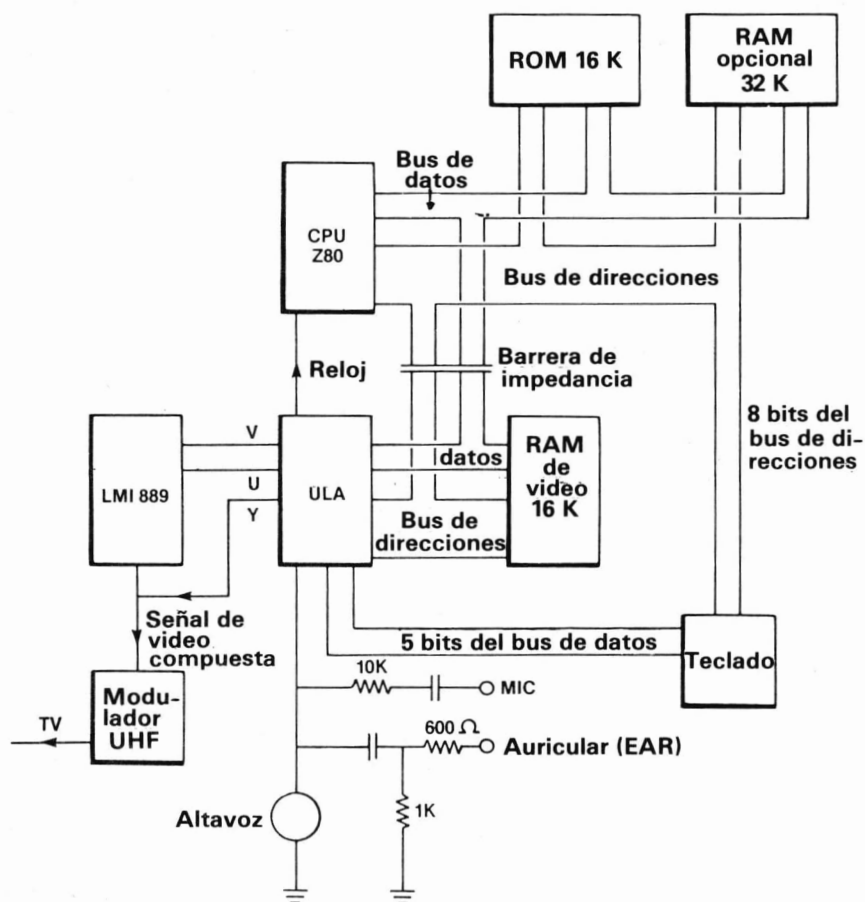 ROM 16 K
RAM
opcional
32 K
Bus de
datos
CPU
Z80
Bus de direcciones
Reloj
Barrera de
impedancia
8 bits del
bus de di-
recciones
V
U
Y
LMI 889
ULA
datos
RAM
de
video
16 K
Bus de
direcciones
Señal de
video
compuesta
5 bits del bus de datos
Teclado
10K
MIC
Modu-
lador
UHF
TV
600 Ω
Auricular (EAR)
Altavoz
1K